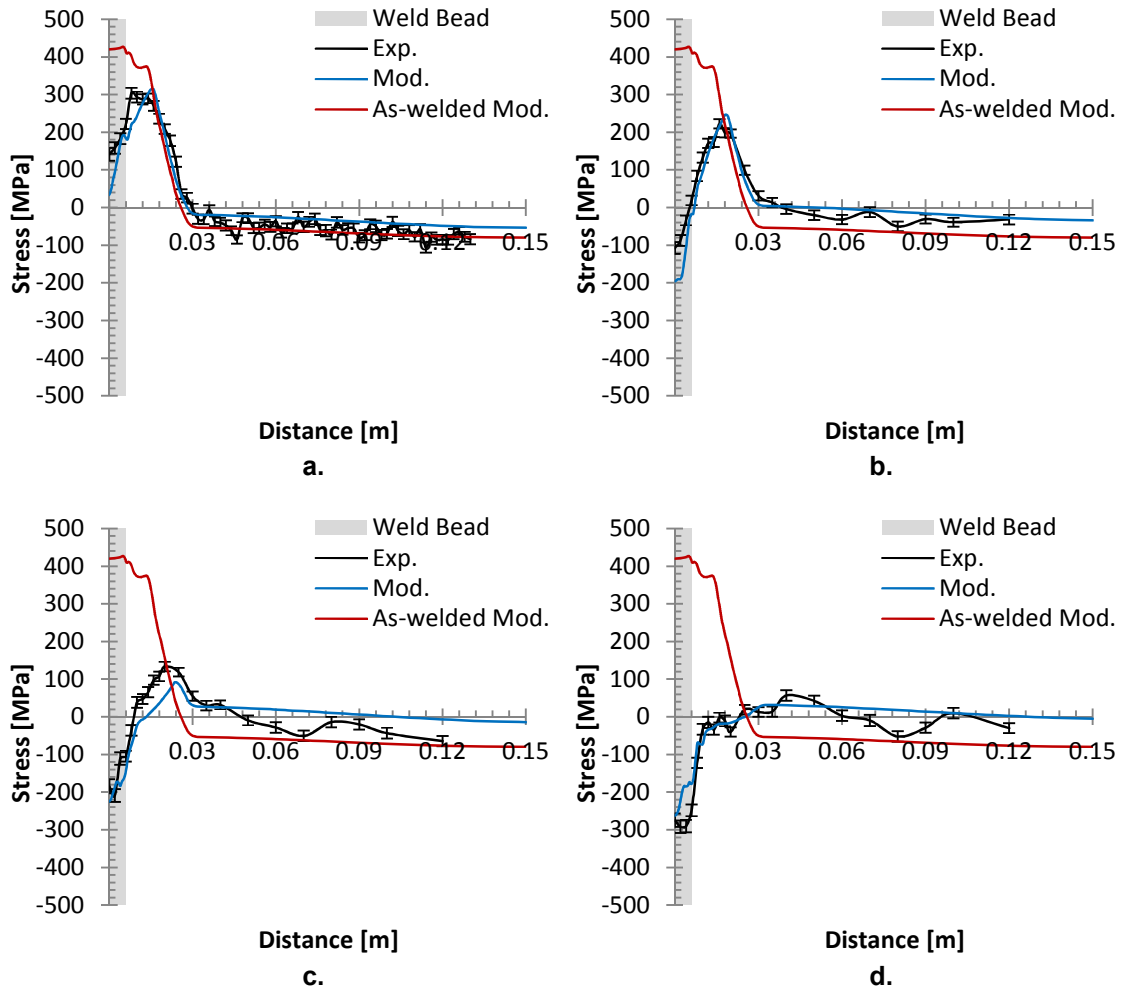 500
400
300
200
100
0
-100
-200
-300
-400
-500
Stress [MPa]
0.03 0.06 0.09 0.12 0.15
Distance [m]
Weld Bead
Exp.
Mod.
As-welded Mod.
a.
500
400
300
200
100
0
-100
-200
-300
-400
-500
Stress [MPa]
0.03 0.06 0.09 0.12 0.15
Distance [m]
Weld Bead
Exp.
Mod.
As-welded Mod.
b.
500
400
300
200
100
0
-100
-200
-300
-400
-500
Stress [MPa]
0.03 0.06 0.09 0.12 0.15
Distance [m]
Weld Bead
Exp.
Mod.
As-welded Mod.
c.
500
400
300
200
100
0
-100
-200
-300
-400
-500
Stress [MPa]
0.03 0.06 0.09 0.12 0.15
Distance [m]
Weld Bead
Exp.
Mod.
As-welded Mod.
d.